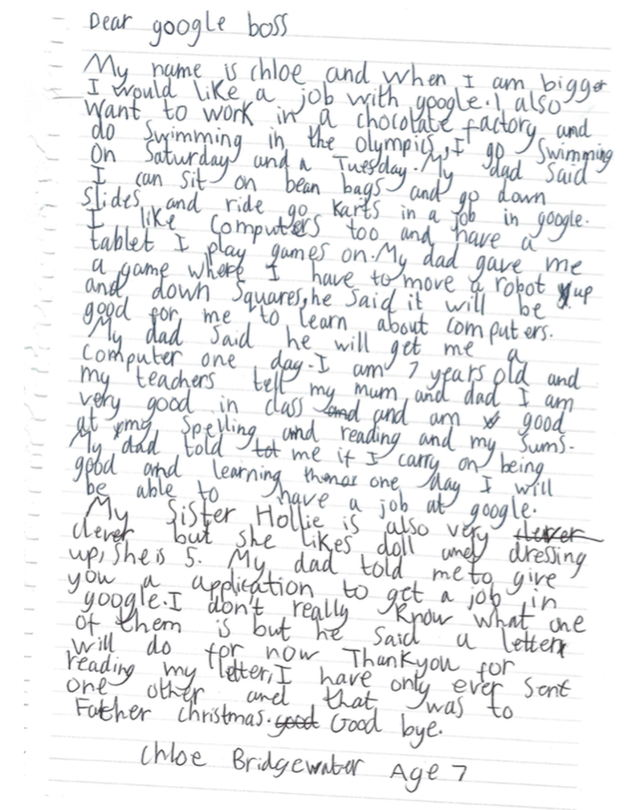 Dear google boss
My name is chloe and when I am bigger
I would like a job with google. I also
want to work in a chocolate factory and
do Swimming in the olympics, I go Swimming
On Saturday and a Tuesday. My dad said
I can sit on bean bags and go down
slides and ride go karts in a job in google.
I like computers too and have a
tablet I play games on. My dad gave me
a game where I have to move a robot up
and down squares, he said it will be
good for me to learn about computers.
My dad said he will get me a
computer one day. I am 7 years old and
my teachers tell my mum and dad I am
very good in class and and am good
at my spelling and reading and my sums.
My dad told tot me if I carry on being
good and learning one day I will
be able to have a job at google.
My Sister Hollie is also very clever
clever but she likes doll and dressing
up, she is 5. My dad told me to give
you a application to get a job in
google. I don't really know what one
of them is but he said a letter
will do for now Thankyou for
reading my letter, I have only ever sent
one other and that was to
Father christmas. good Good bye.
Chloe Bridgewater Age 7